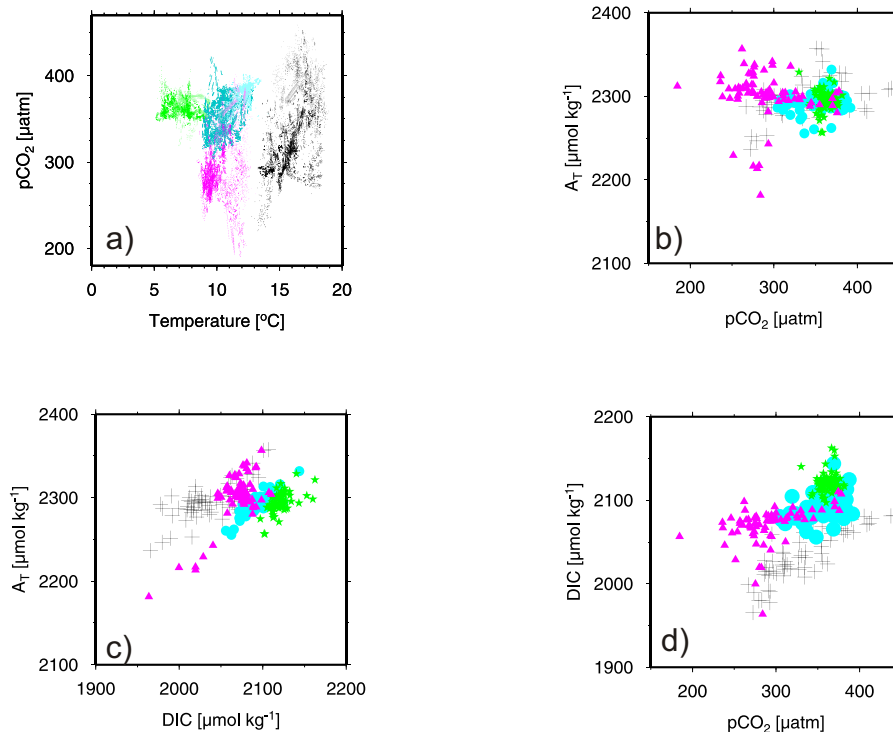 400
300
200
pCO2 [µatm]
a)
0 5 10 15 20
Temperature [ºC]
2400
2300
2200
2100
AT [µmol kg-1]
b)
200 300 400
pCO2 [µatm]
2400
2300
2200
2100
AT [µmol kg-1]
c)
1900 2000 2100 2200
DIC [µmol kg-1]
2200
2100
2000
1900
DIC [µmol kg-1]
d)
200 300 400
pCO2 [µatm]